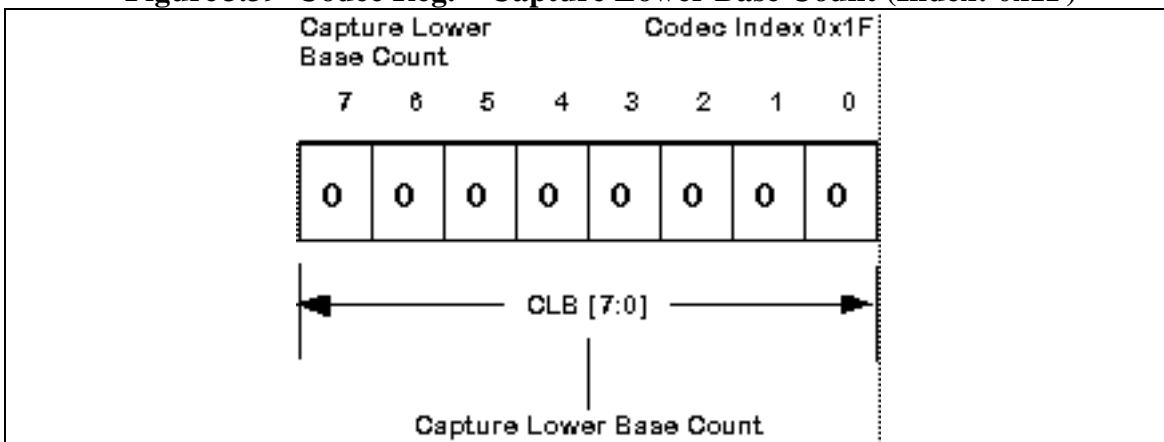 Capture Lower Codec Index 0x1F
Base Count
7 6 5 4 3 2 1 0
0 0 0 0 0 0 0 0
CLB [7:0]
Capture Lower Base Count